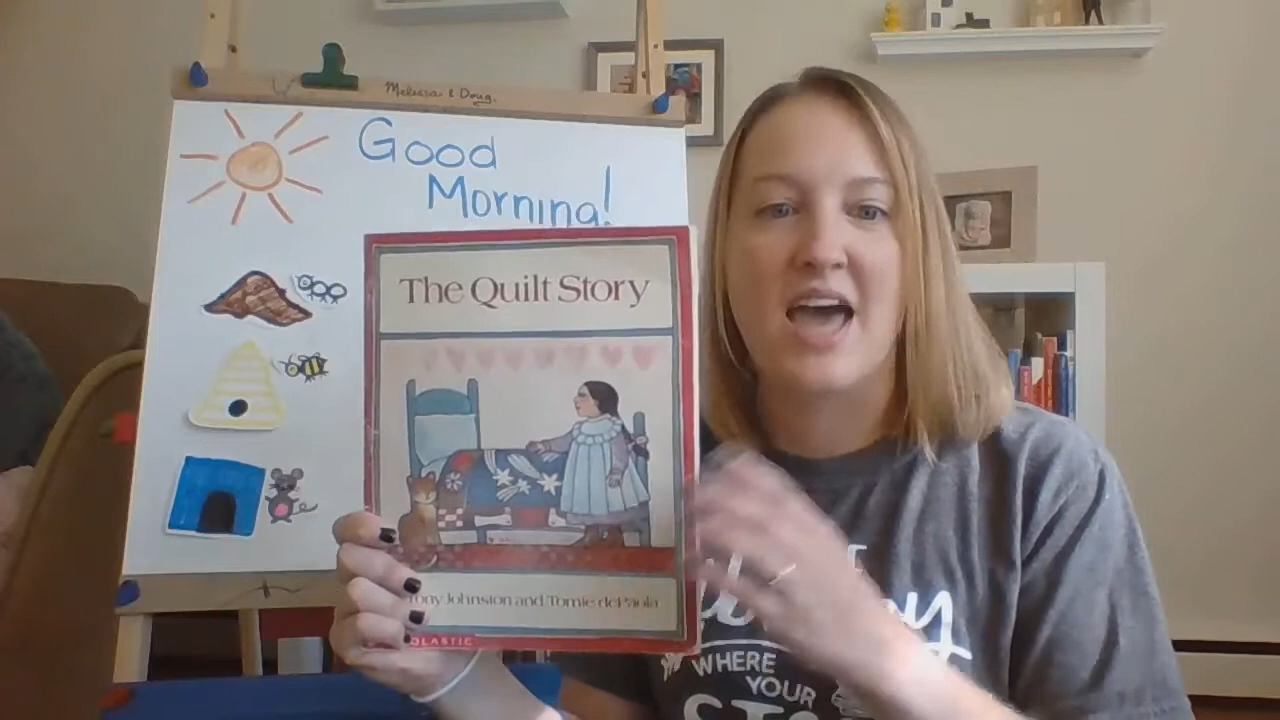 Melissa & Doug
Good
Morning!
The Quilt Story
Tony Johnston and Tomie dePaola
WHERE
YOUR